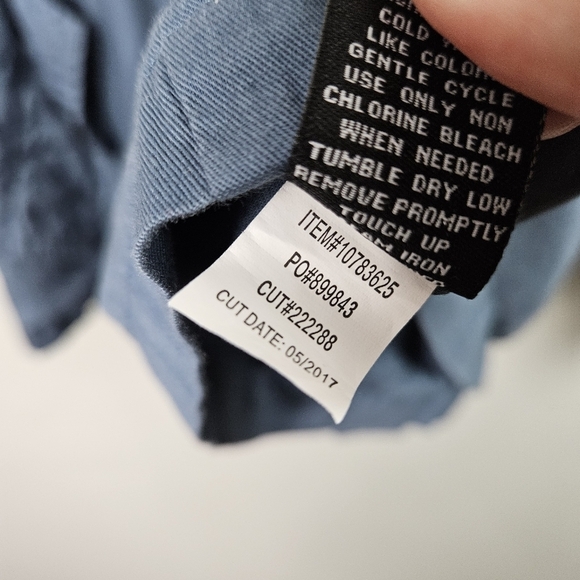 COLD
LIKE COLOR
GENTLE CYCLE
USE ONLY NON
CHLORINE BLEACH
WHEN NEEDED
TUMBLE DRY LOW
REMOVE PROMPTLY
TOUCH UP
IRON
ITEM#10783625
PO#899843
CUT#222288
CUT DATE: 05/2017